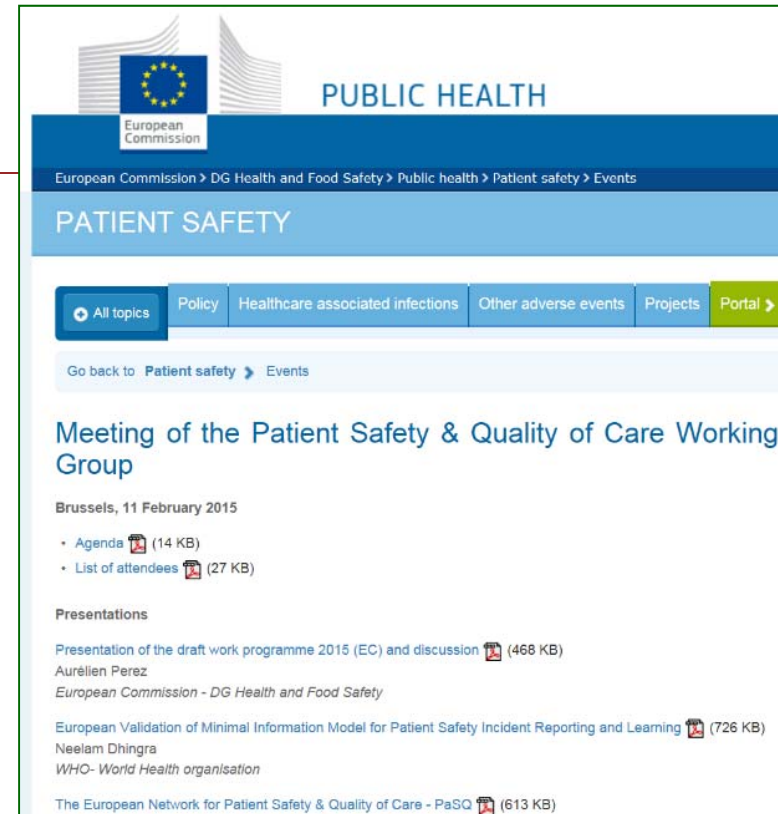 PUBLIC HEALTH
European
Commission
European Commission > DG Health and Food Safety > Public health > Patient safety > Events
PATIENT SAFETY
All topics Policy Healthcare associated infections Other adverse events Projects Portal >
Go back to Patient safety > Events
Meeting of the Patient Safety & Quality of Care Working
Group
Brussels, 11 February 2015
• Agenda (14 KB)
• List of attendees (27 KB)
Presentations
Presentation of the draft work programme 2015 (EC) and discussion (468 KB)
Aurélien Perez
European Commission - DG Health and Food Safety
European Validation of Minimal Information Model for Patient Safety Incident Reporting and Learning (726 KB)
Neelam Dhingra
WHO- World Health organisation
The European Network for Patient Safety & Quality of Care - PaSQ (613 KB)